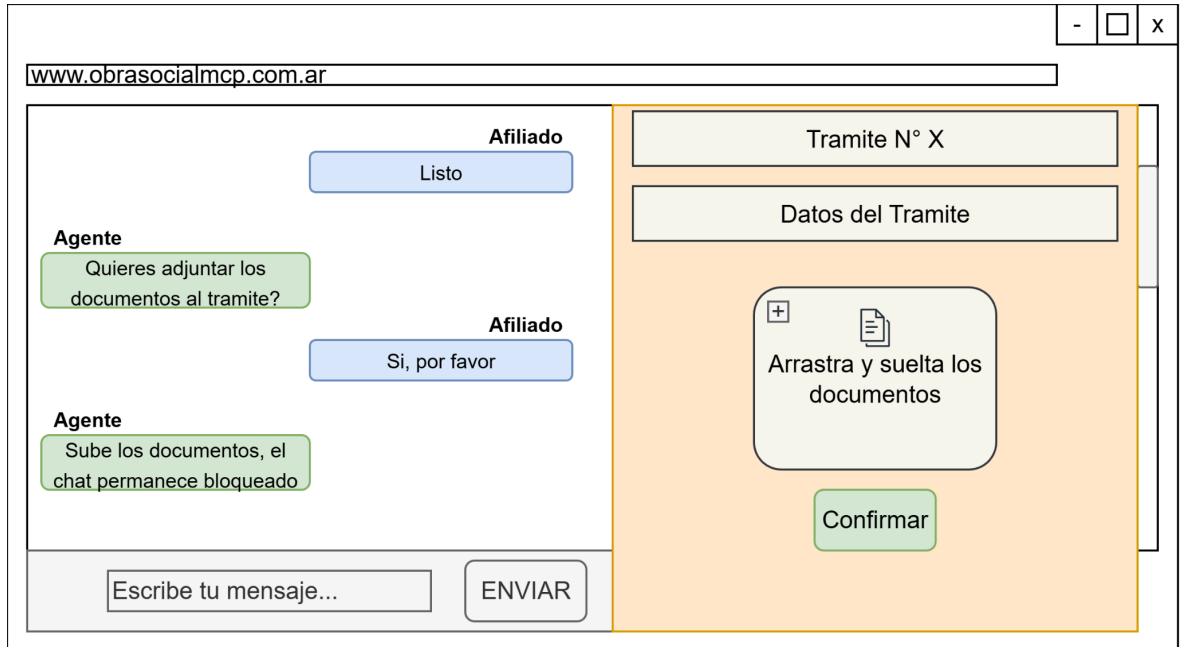 - x
www.obrasocialmcp.com.ar
Afiliado
Listo
Agente
Quieres adjuntar los
documentos al tramite?
Afiliado
Si, por favor
Agente
Sube los documentos, el
chat permanece bloqueado
Escribe tu mensaje...
ENVIAR
Tramite N° X
Datos del Tramite
+
Arrastra y suelta los
documentos
Confirmar